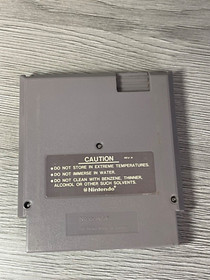 CAUTION
•DO NOT STORE IN EXTREME TEMPERATURES.
•DO NOT IMMERSE IN WATER.
•DO NOT CLEAN WITH BENZENE, THINNER,
ALCOHOL OR OTHER SUCH SOLVENTS.
Nintendo